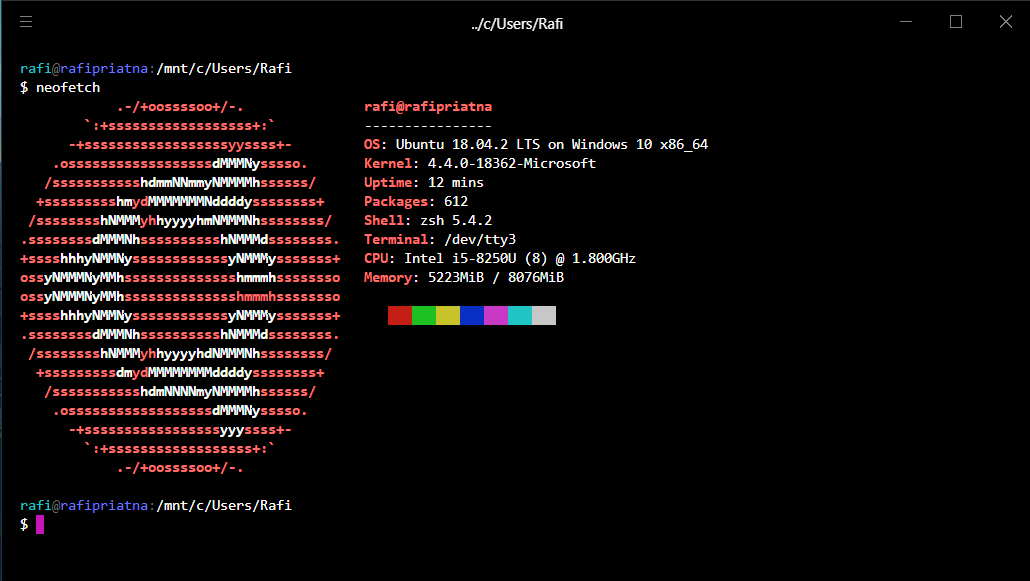 ../c/Users/Rafi
rafi@rafipriatna:/mnt/c/Users/Rafi
$ neofetch
.-/+oossssoo+/-.
`:+ssssssssssssssssss+:`
-+ssssssssssssssssssyyssss+-
.ossssssssssssssssssdMMMNysssso.
/ssssssssssshdmmNNmmyNMMMMhssssss/
+ssssssssshmydMMMMMMMNddddyssssssss+
/sssssssshNMMMyhhyyyyhmNMMMNhssssssss/
.ssssssssdMMMNhsssssssssshNMMMdssssssss.
+sssshhhyNMMNyssssssssssssyNMMMysssssss+
ossyNMMMNyMMhsssssssssssssshmmmhssssssso
ossyNMMMNyMMhsssssssssssssshmmmhssssssso
+sssshhhyNMMNyssssssssssssyNMMMysssssss+
.ssssssssdMMMNhsssssssssshNMMMdssssssss.
/sssssssshNMMMyhhyyyyhdNMMMNhssssssss/
+sssssssssdmydMMMMMMMMddddyssssssss+
/ssssssssssshdmNNNNmyNMMMMhssssss/
.ossssssssssssssssssdMMMNysssso.
-+sssssssssssssssssyyyssss+-
`:+ssssssssssssssssss+:`
.-/+oossssoo+/-.
rafi@rafipriatna
----------------
OS: Ubuntu 18.04.2 LTS on Windows 10 x86_64
Kernel: 4.4.0-18362-Microsoft
Uptime: 12 mins
Packages: 612
Shell: zsh 5.4.2
Terminal: /dev/tty3
CPU: Intel i5-8250U (8) @ 1.800GHz
Memory: 5223MiB / 8076MiB
rafi@rafipriatna:/mnt/c/Users/Rafi
$